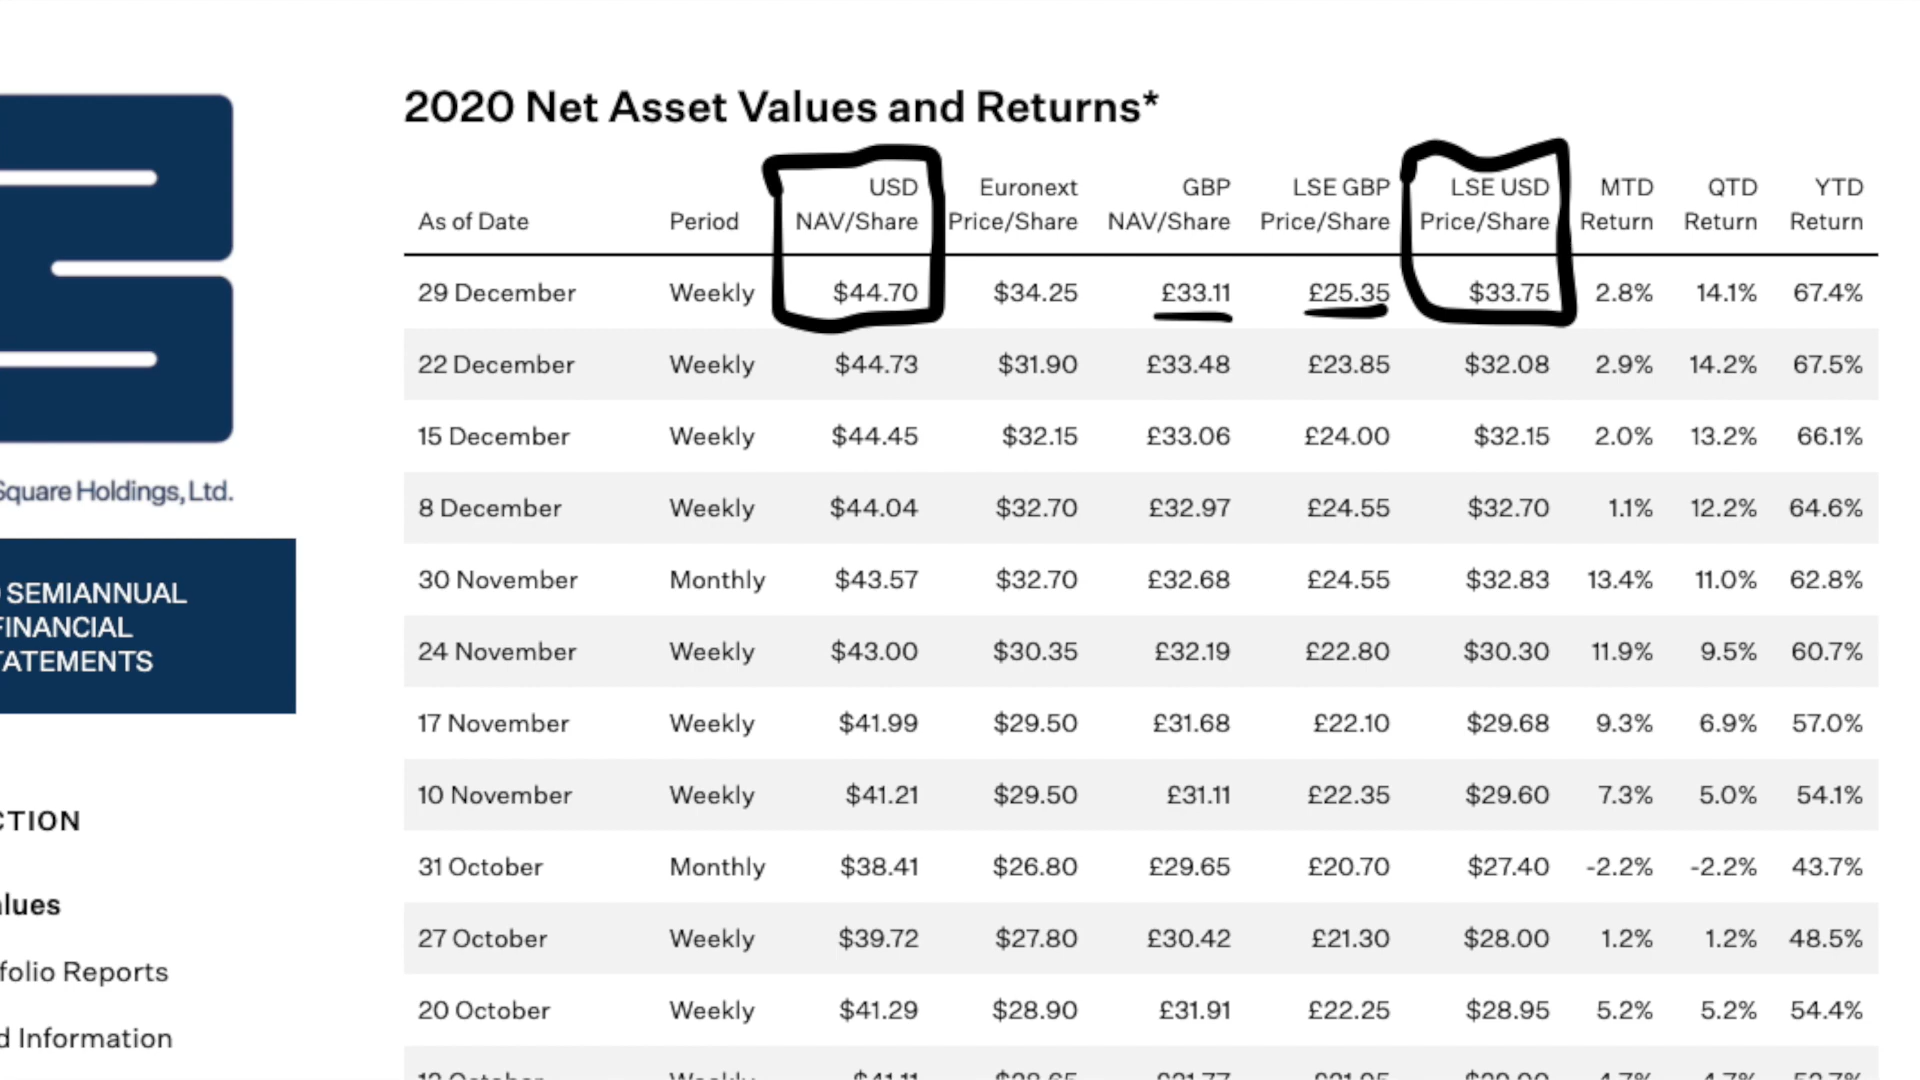 2020 Net Asset Values and Returns*
As of Date Period USD NAV/Share Euronext Price/Share GBP NAV/Share LSE GBP Price/Share LSE USD Price/Share MTD Return QTD Return YTD Return
29 December Weekly $44.70 $34.25 £33.11 £25.35 $33.75 2.8% 14.1% 67.4%
22 December Weekly $44.73 $31.90 £33.48 £23.85 $32.08 2.9% 14.2% 67.5%
15 December Weekly $44.45 $32.15 £33.06 £24.00 $32.15 2.0% 13.2% 66.1%
8 December Weekly $44.04 $32.70 £32.97 £24.55 $32.70 1.1% 12.2% 64.6%
30 November Monthly $43.57 $32.70 £32.68 £24.55 $32.83 13.4% 11.0% 62.8%
24 November Weekly $43.00 $30.35 £32.19 £22.80 $30.30 11.9% 9.5% 60.7%
17 November Weekly $41.99 $29.50 £31.68 £22.10 $29.68 9.3% 6.9% 57.0%
10 November Weekly $41.21 $29.50 £31.11 £22.35 $29.60 7.3% 5.0% 54.1%
31 October Monthly $38.41 $26.80 £29.65 £20.70 $27.40 -2.2% -2.2% 43.7%
27 October Weekly $39.72 $27.80 £30.42 £21.30 $28.00 1.2% 1.2% 48.5%
20 October Weekly $41.29 $28.90 £31.91 £22.25 $28.95 5.2% 5.2% 54.4%
Square Holdings, Ltd.
SEMIANNUAL
FINANCIAL
TATEMENTS
CTION
alues
folio Reports
d Information